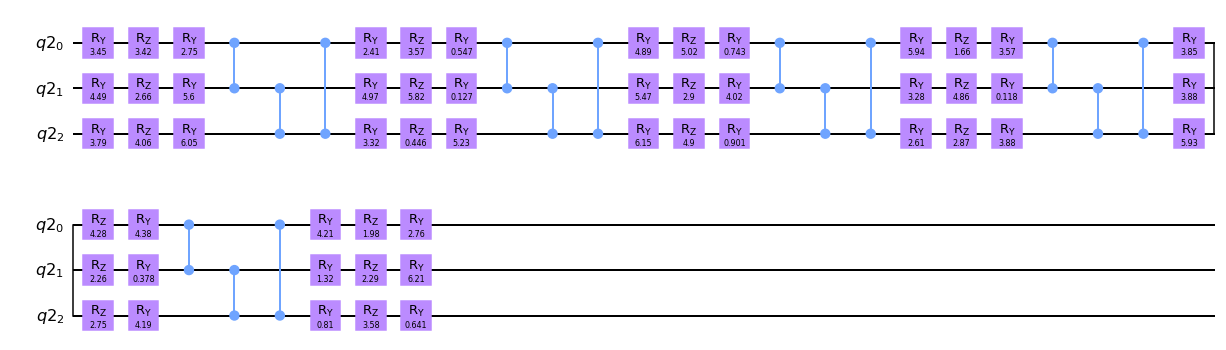 q2₀ R_Y 3.45 R_Z 3.42 R_Y 2.75 R_Y 2.41 R_Z 3.57 R_Y 0.547 R_Y 4.89 R_Z 5.02 R_Y 0.743 R_Y 5.94 R_Z 1.66 R_Y 3.57 R_Y 3.85
q2₁ R_Y 4.49 R_Z 2.66 R_Y 5.6 R_Y 4.97 R_Z 5.82 R_Y 0.127 R_Y 5.47 R_Z 2.9 R_Y 4.02 R_Y 3.28 R_Z 4.86 R_Y 0.118 R_Y 3.88
q2₂ R_Y 3.79 R_Z 4.06 R_Y 6.05 R_Y 3.32 R_Z 0.446 R_Y 5.23 R_Y 6.15 R_Z 4.9 R_Y 0.901 R_Y 2.61 R_Z 2.87 R_Y 3.88 R_Y 5.93
q2₀ R_Z 4.28 R_Y 4.38 R_Y 4.21 R_Z 1.98 R_Y 2.76
q2₁ R_Z 2.26 R_Y 0.378 R_Y 1.32 R_Z 2.29 R_Y 6.21
q2₂ R_Z 2.75 R_Y 4.19 R_Y 0.81 R_Z 3.58 R_Y 0.641